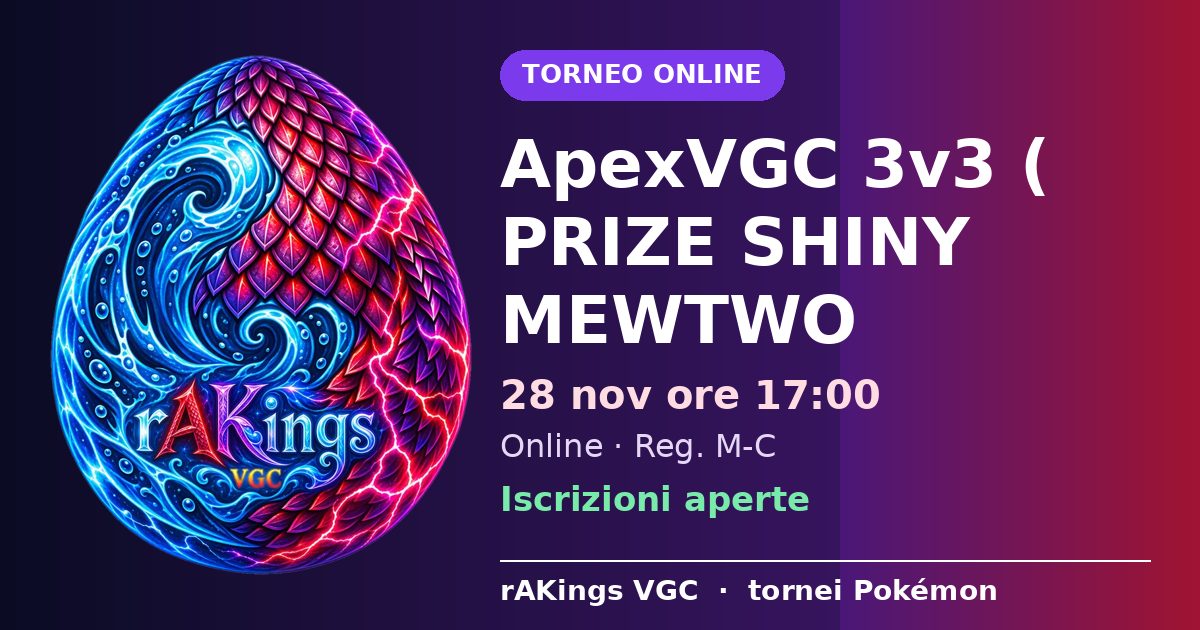 TORNEO ONLINE
ApexVGC 3v3 (
PRIZE SHINY
MEWTWO
28 nov ore 17:00
Online · Reg. M-C
Iscrizioni aperte
rAKings
VGC
rAKings VGC · tornei Pokémon